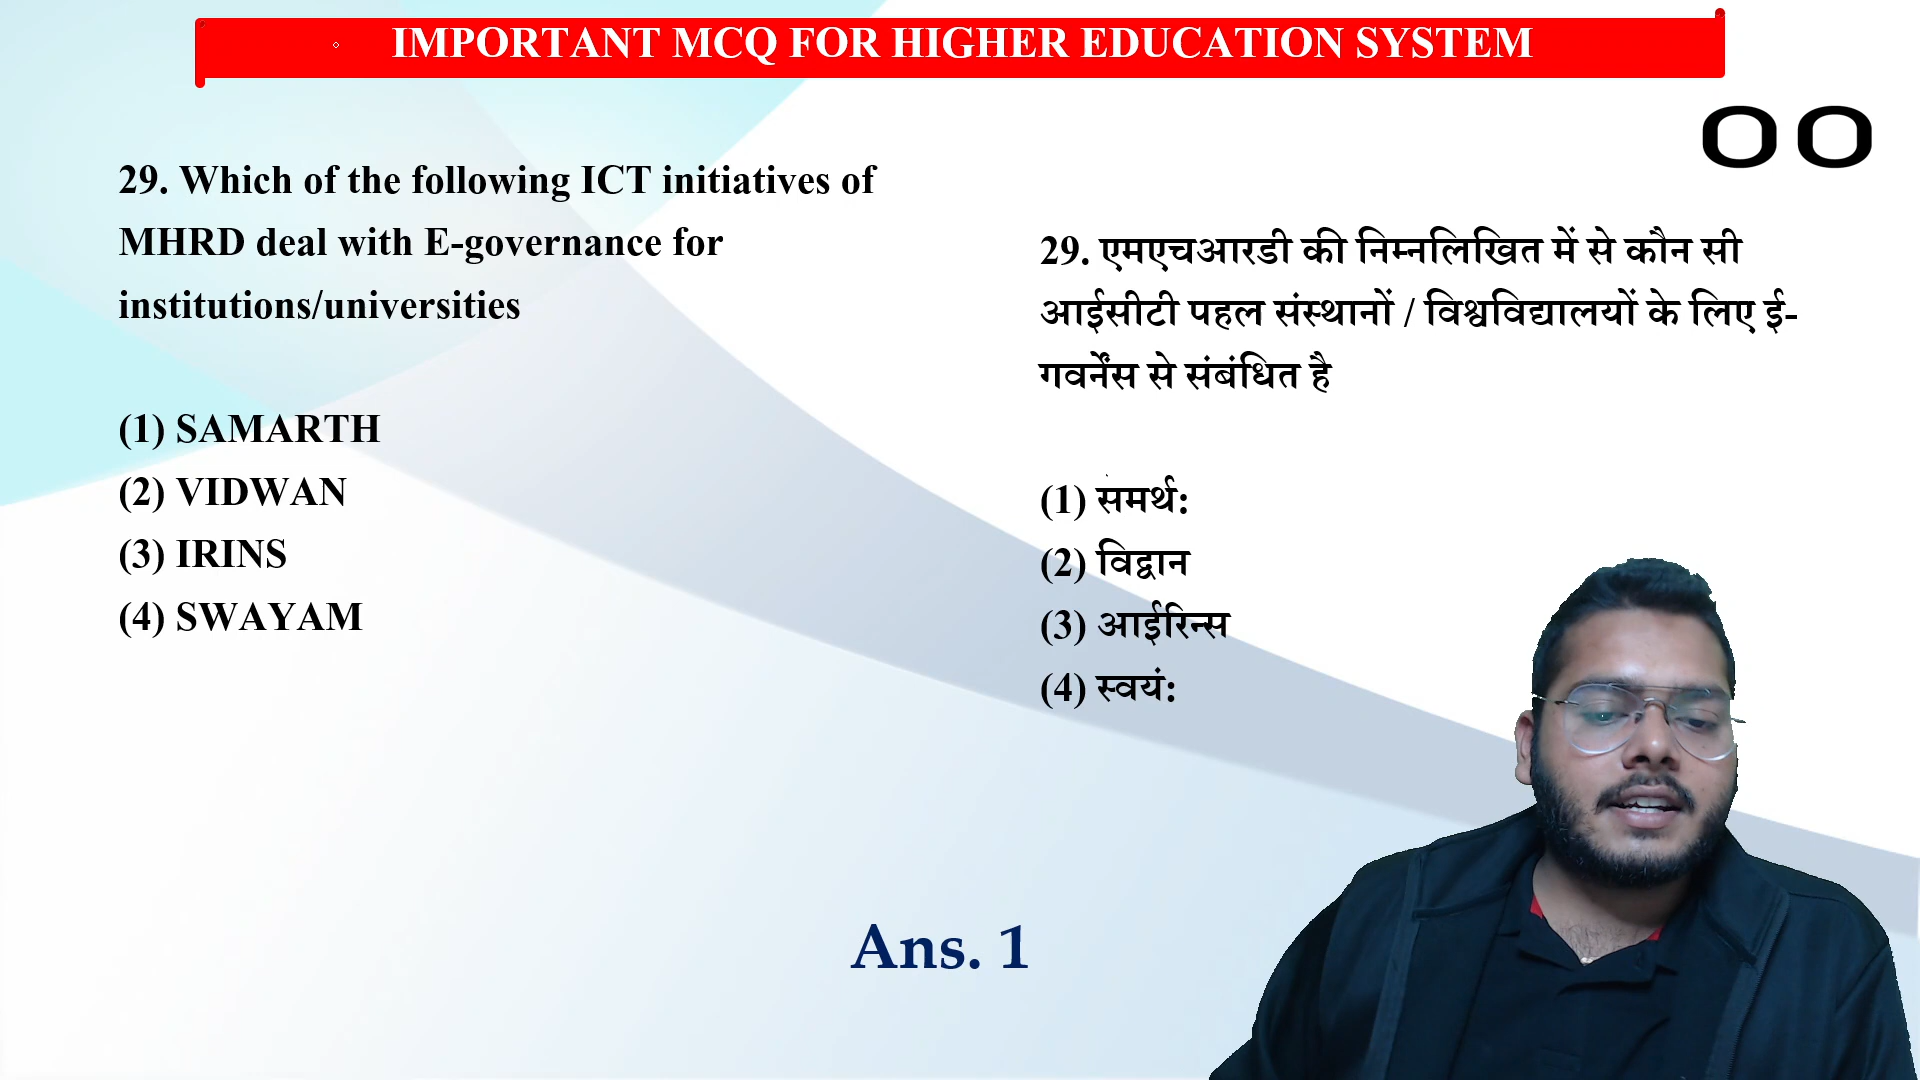 IMPORTANT MCQ FOR HIGHER EDUCATION SYSTEM
00
29. Which of the following ICT initiatives of
MHRD deal with E-governance for
institutions/universities
(1) SAMARTH
(2) VIDWAN
(3) IRINS
(4) SWAYAM
29. एमएचआरडी की निम्नलिखित में से कौन सी
आईसीटी पहल संस्थानों / विश्वविद्यालयों के लिए ई-
गवर्नेंस से संबंधित है
(1) समर्थ:
(2) विद्वान
(3) आईरिन्स
(4) स्वयं:
Ans. 1